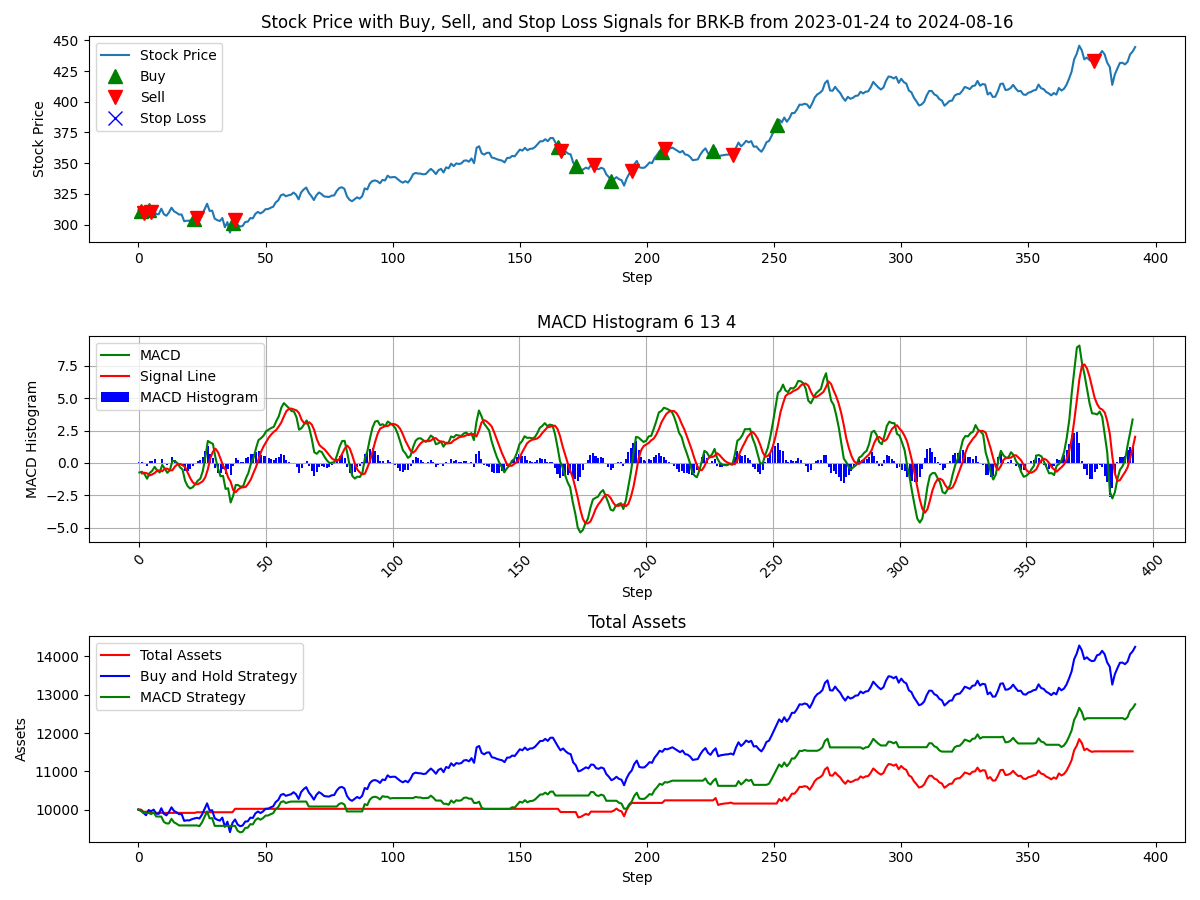 Stock Price with Buy, Sell, and Stop Loss Signals for BRK-B from 2023-01-24 to 2024-08-16
450
425
400
375
350
325
300
Stock Price
Stock Price
Buy
Sell
Stop Loss
0 50 100 150 200 250 300 350 400
Step
MACD Histogram 6 13 4
7.5
5.0
2.5
0.0
−2.5
−5.0
MACD Histogram
MACD
Signal Line
MACD Histogram
0 50 100 150 200 250 300 350 400
Step
Total Assets
14000
13000
12000
11000
10000
Assets
Total Assets
Buy and Hold Strategy
MACD Strategy
0 50 100 150 200 250 300 350 400
Step